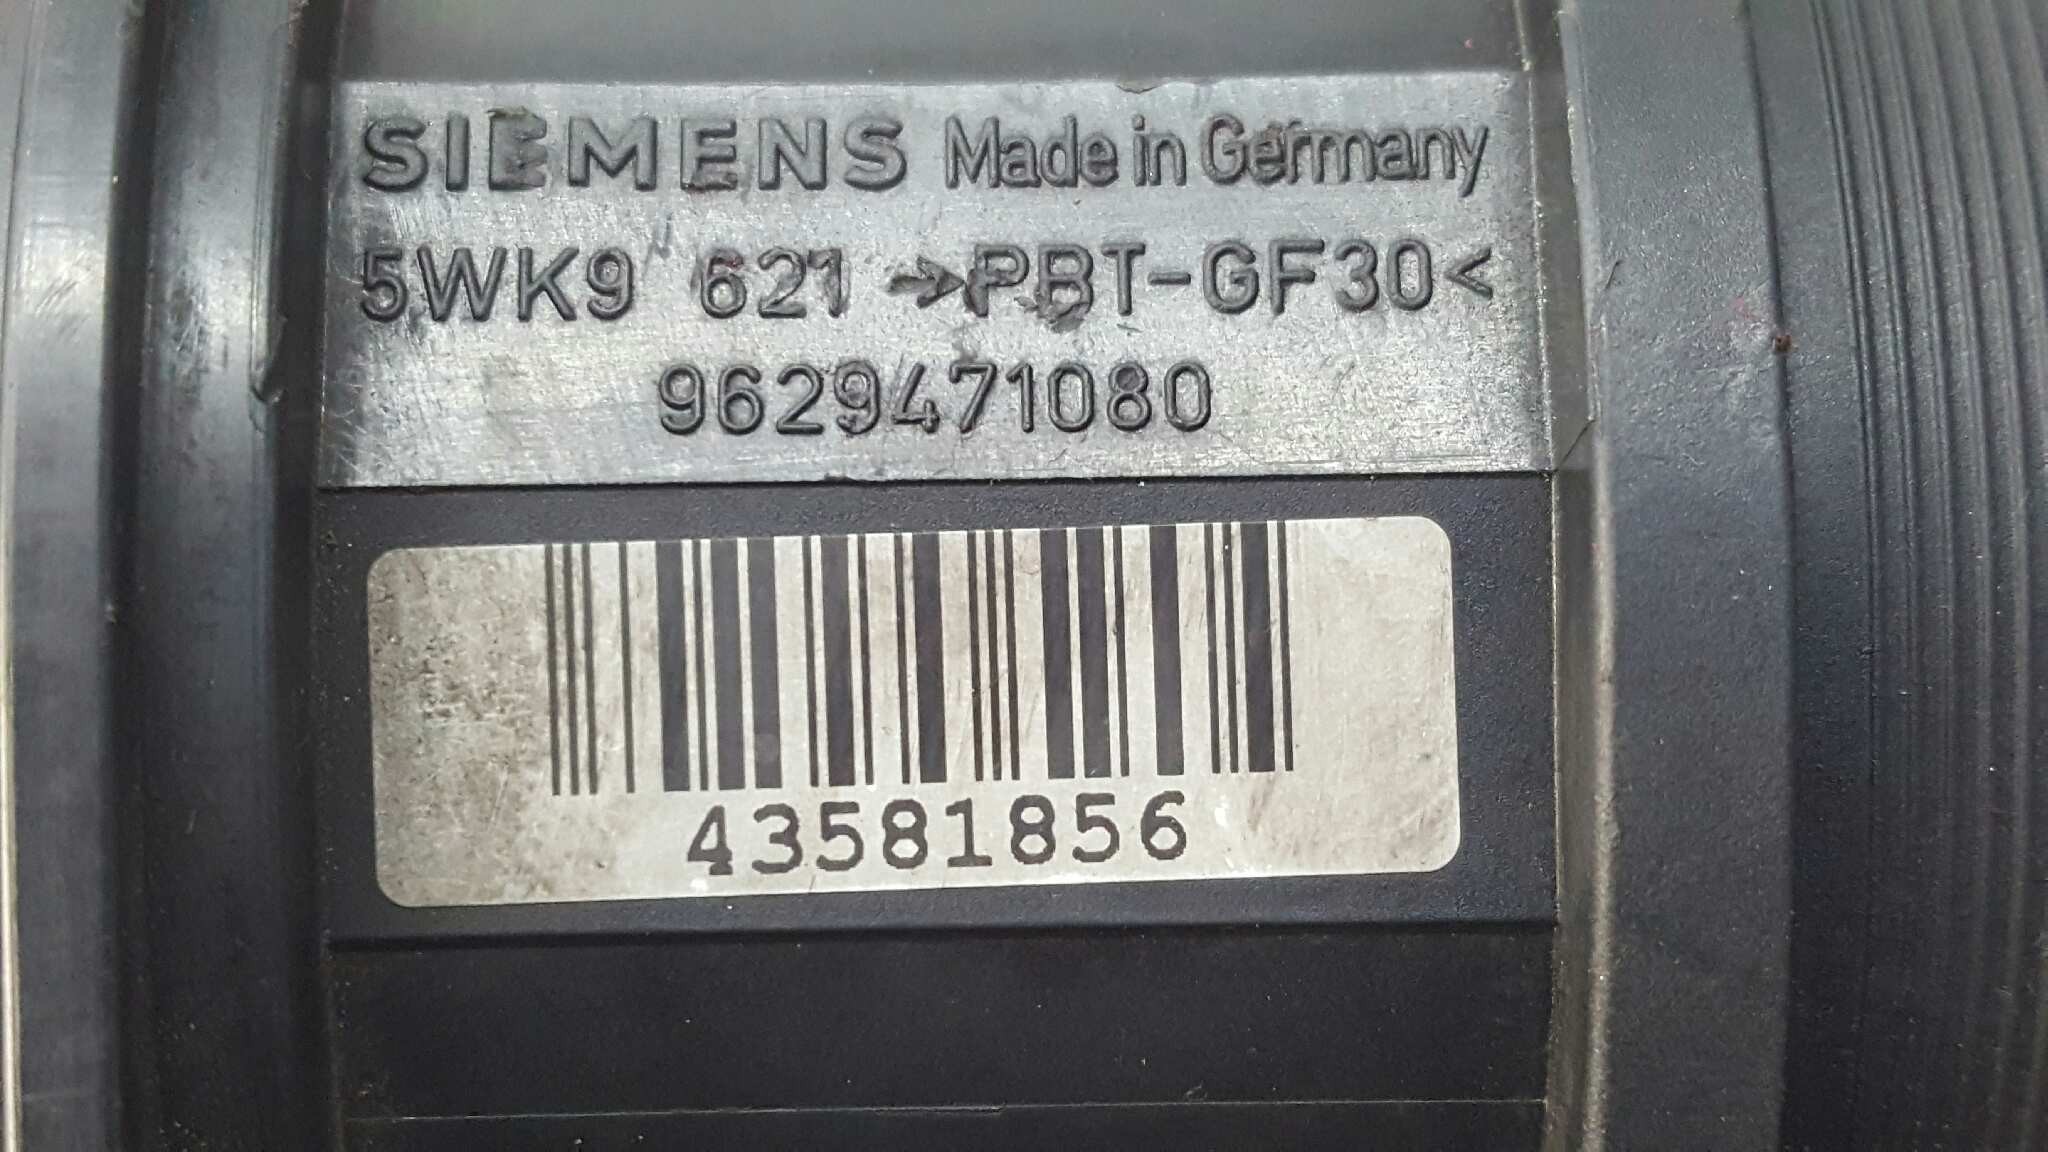 SIEMENS Made in Germany
5WK9 621 >PBT-GF30<
9629471080
43581856